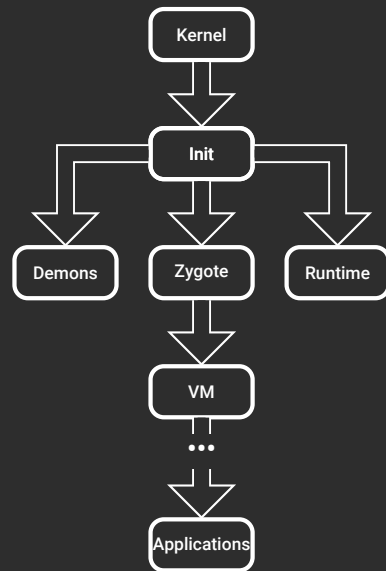 Kernel
Init
Demons
Zygote
Runtime
VM
...
Applications